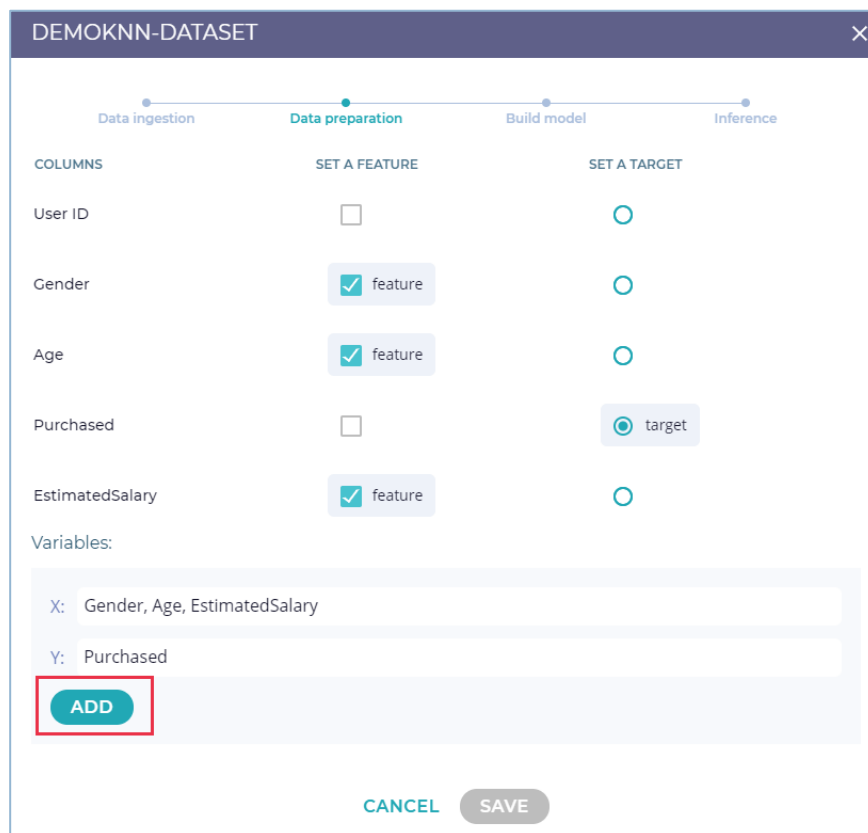 DEMOKNN-DATASET
Data ingestion Data preparation Build model Inference
COLUMNS SET A FEATURE SET A TARGET
User ID
Gender feature
Age feature
Purchased target
EstimatedSalary feature
Variables:
X: Gender, Age, EstimatedSalary
Y: Purchased
ADD
CANCEL SAVE